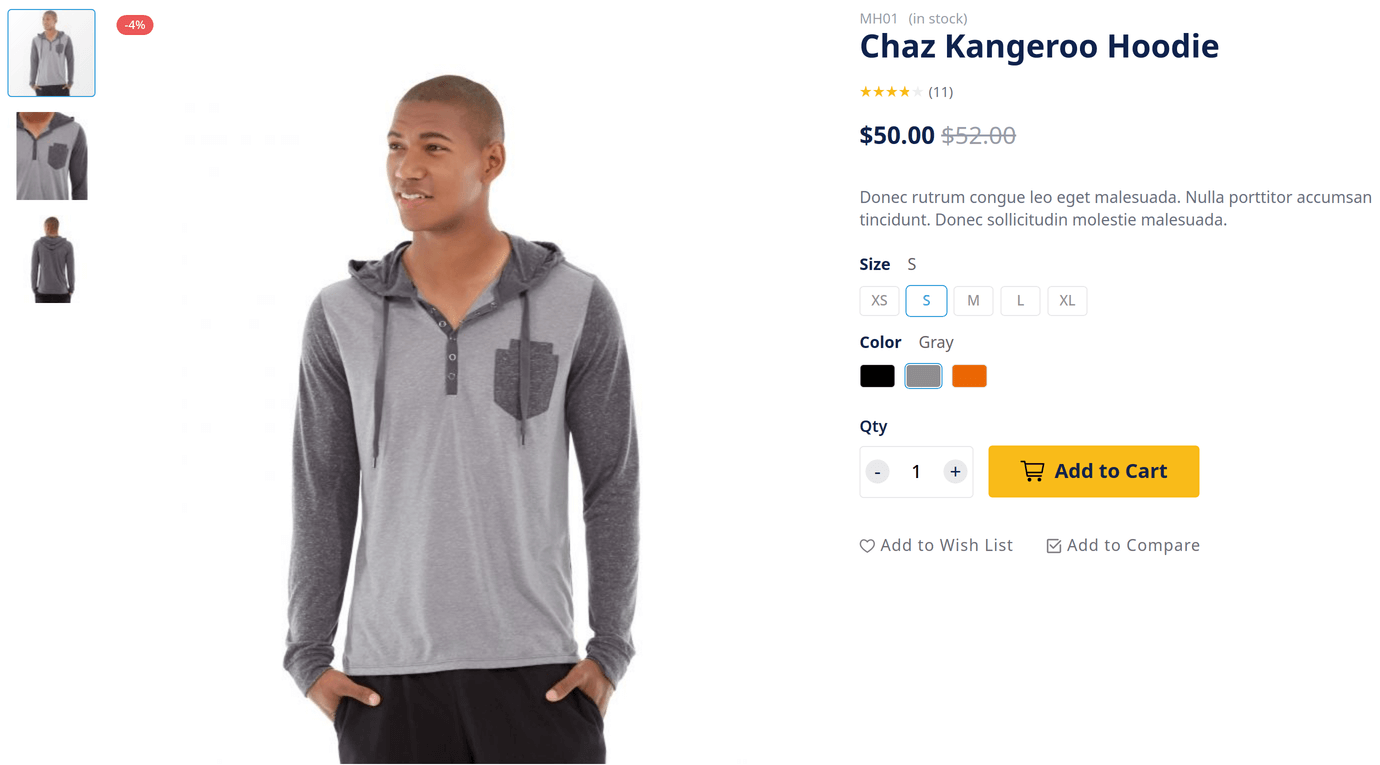 -4%
MH01 (in stock)
Chaz Kangeroo Hoodie
(11)
$50.00 $52.00
Donec rutrum congue leo eget malesuada. Nulla porttitor accumsan
tincidunt. Donec sollicitudin molestie malesuada.
Size S
XS S M L XL
Color Gray
Qty
- 1 + Add to Cart
Add to Wish List Add to Compare